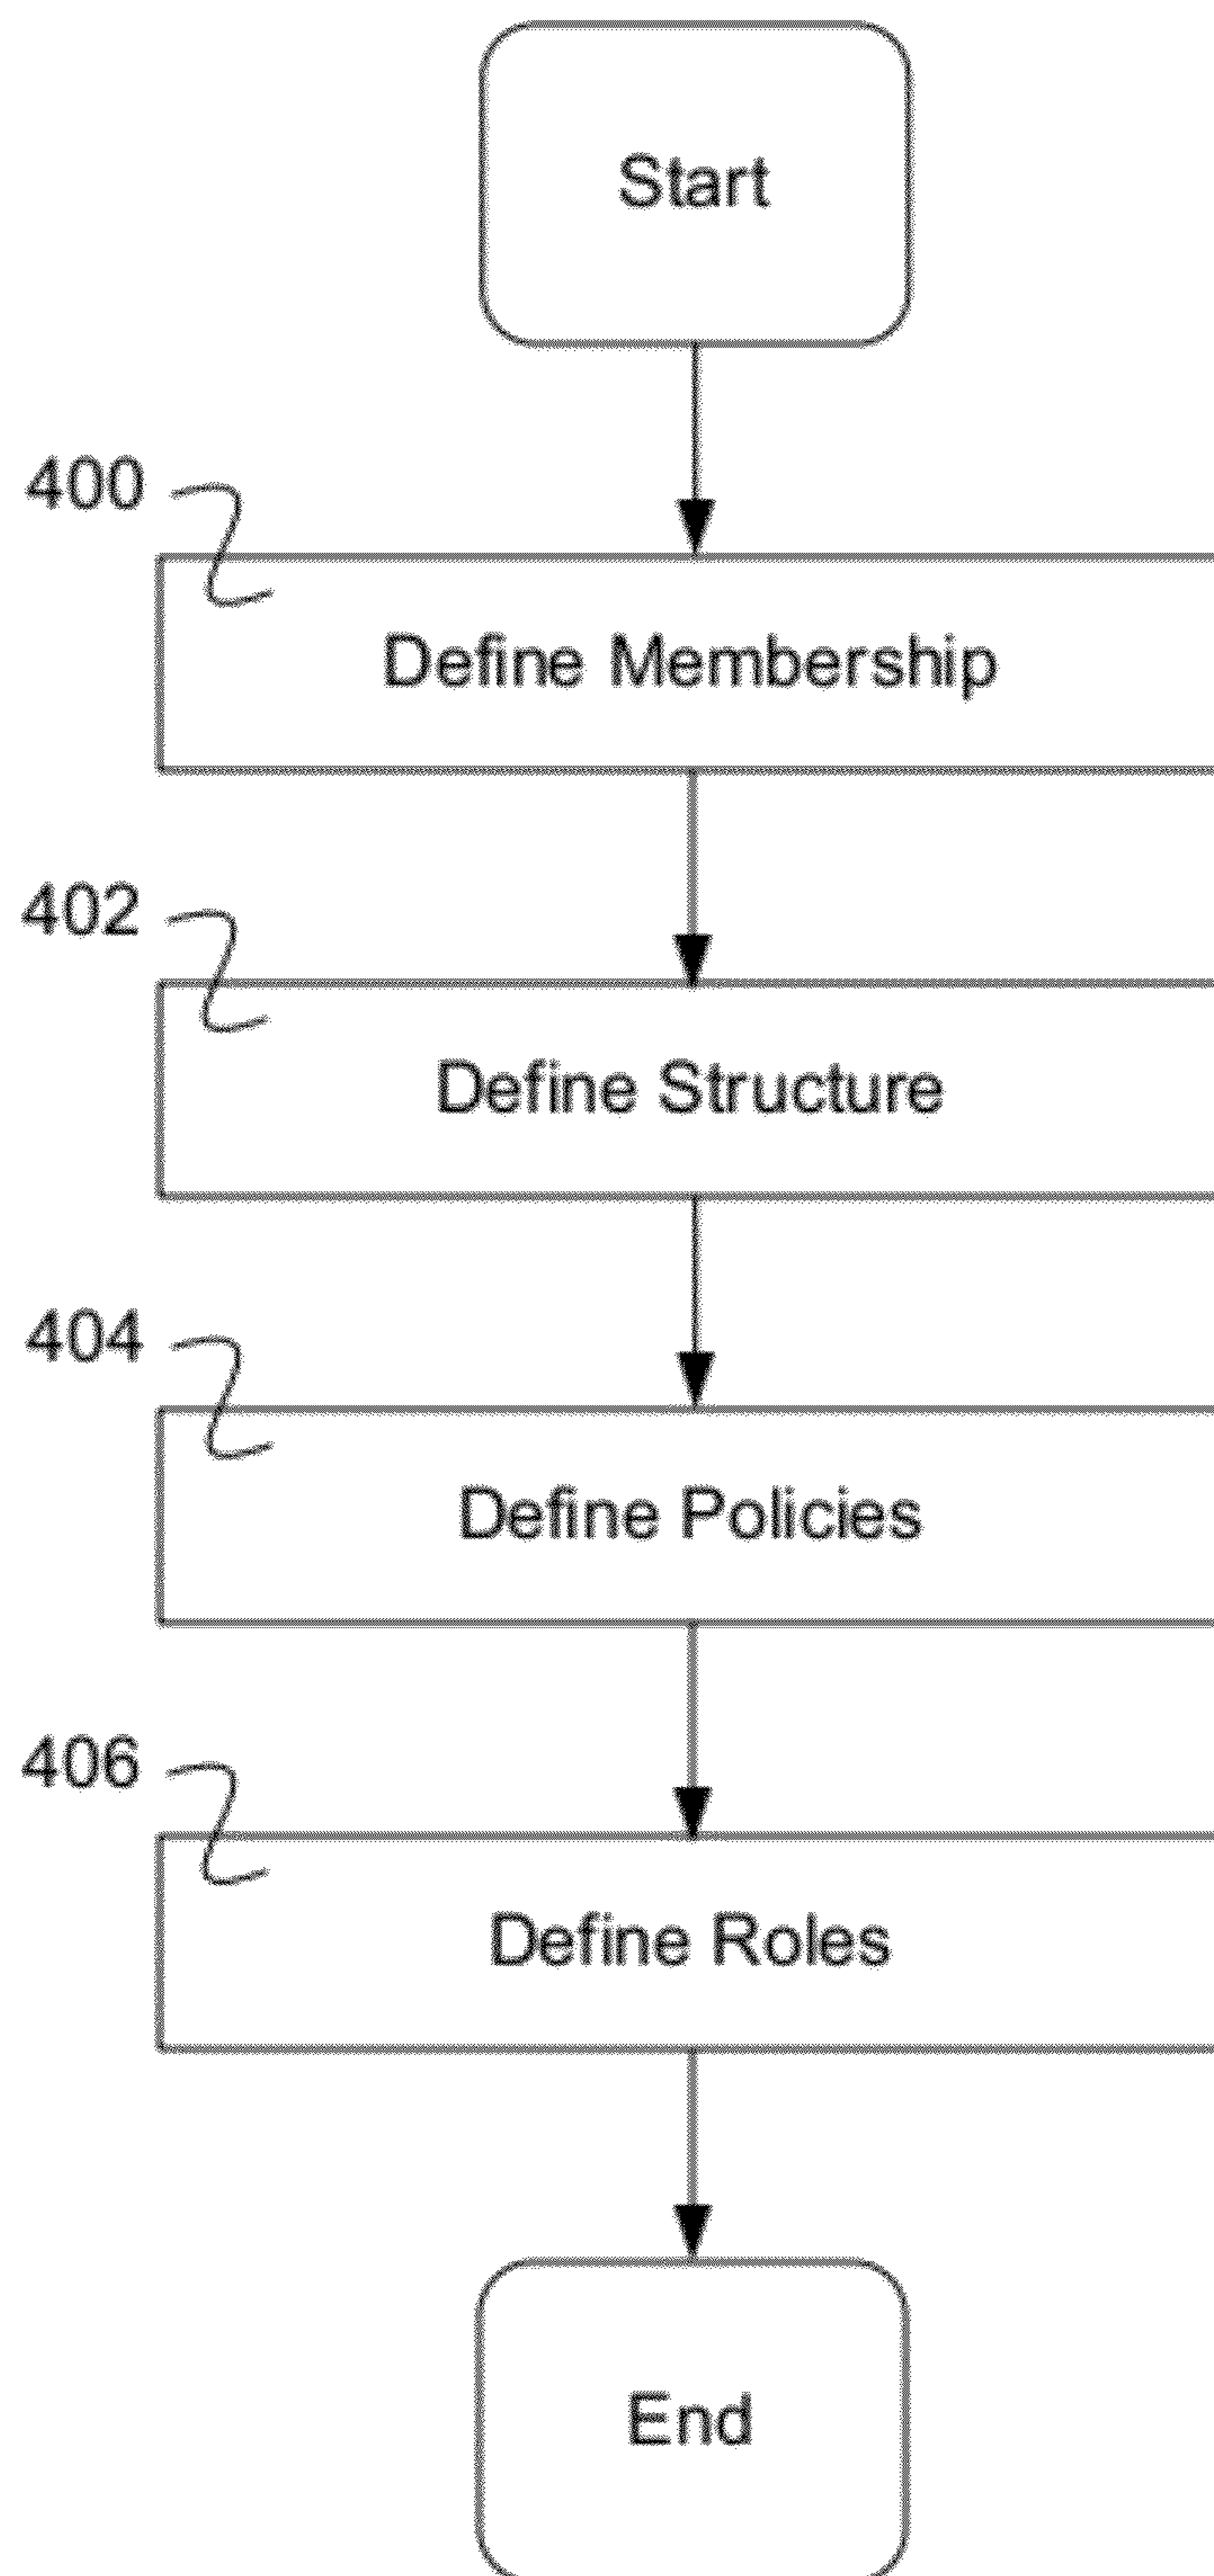 Start
400
Define Membership
402
Define Structure
404
Define Policies
406
Define Roles
End